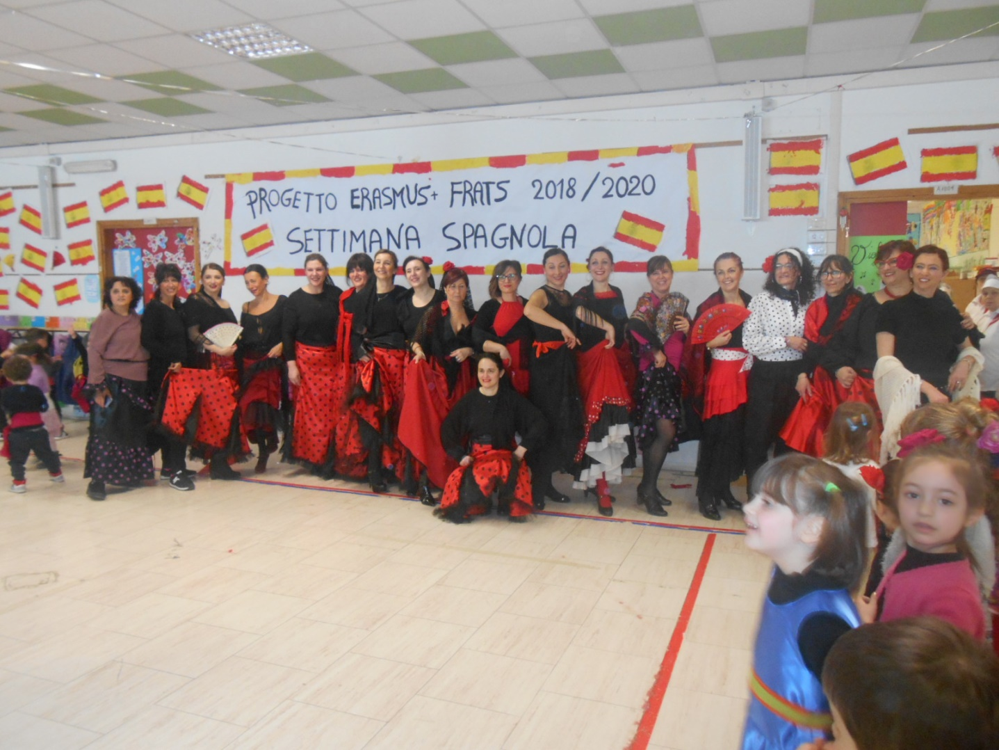 PROGETTO ERASMUS+ FRATS 2018/2020
SETTIMANA SPAGNOLA